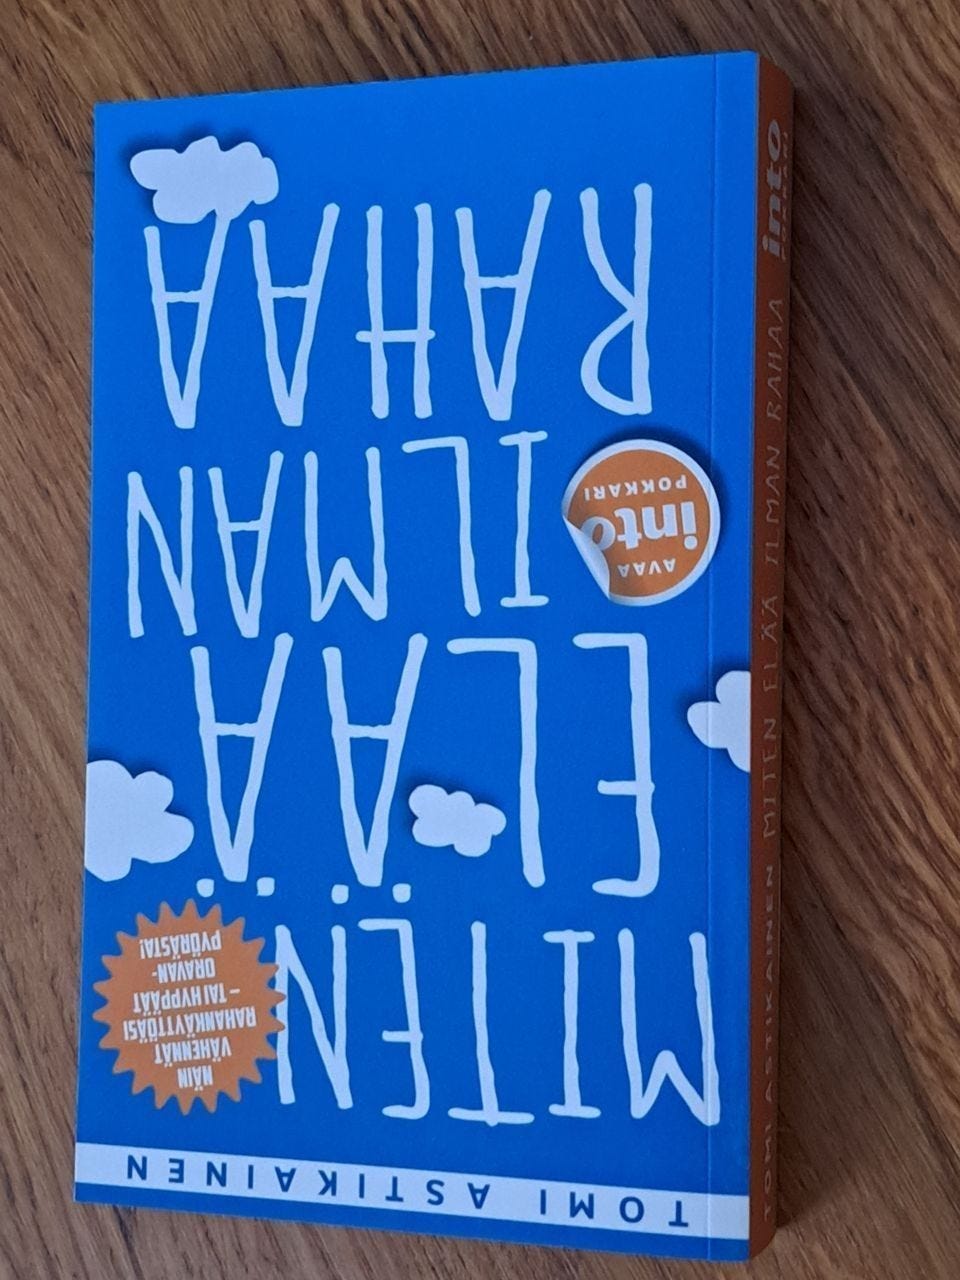 TOMI ASTIKAINEN
MITEN
ELÄÄ
ILMAN
RAHAA
NÄIN
VÄHENNÄT
RAHANKÄYTTÖÄSI
– TAI HYPPÄÄT
ORAVAN-
PYÖRÄSTÄ!
AVAA
into
POKKARI
TOMI ASTIKAINEN MITEN ELÄÄ ILMAN RAHAA into